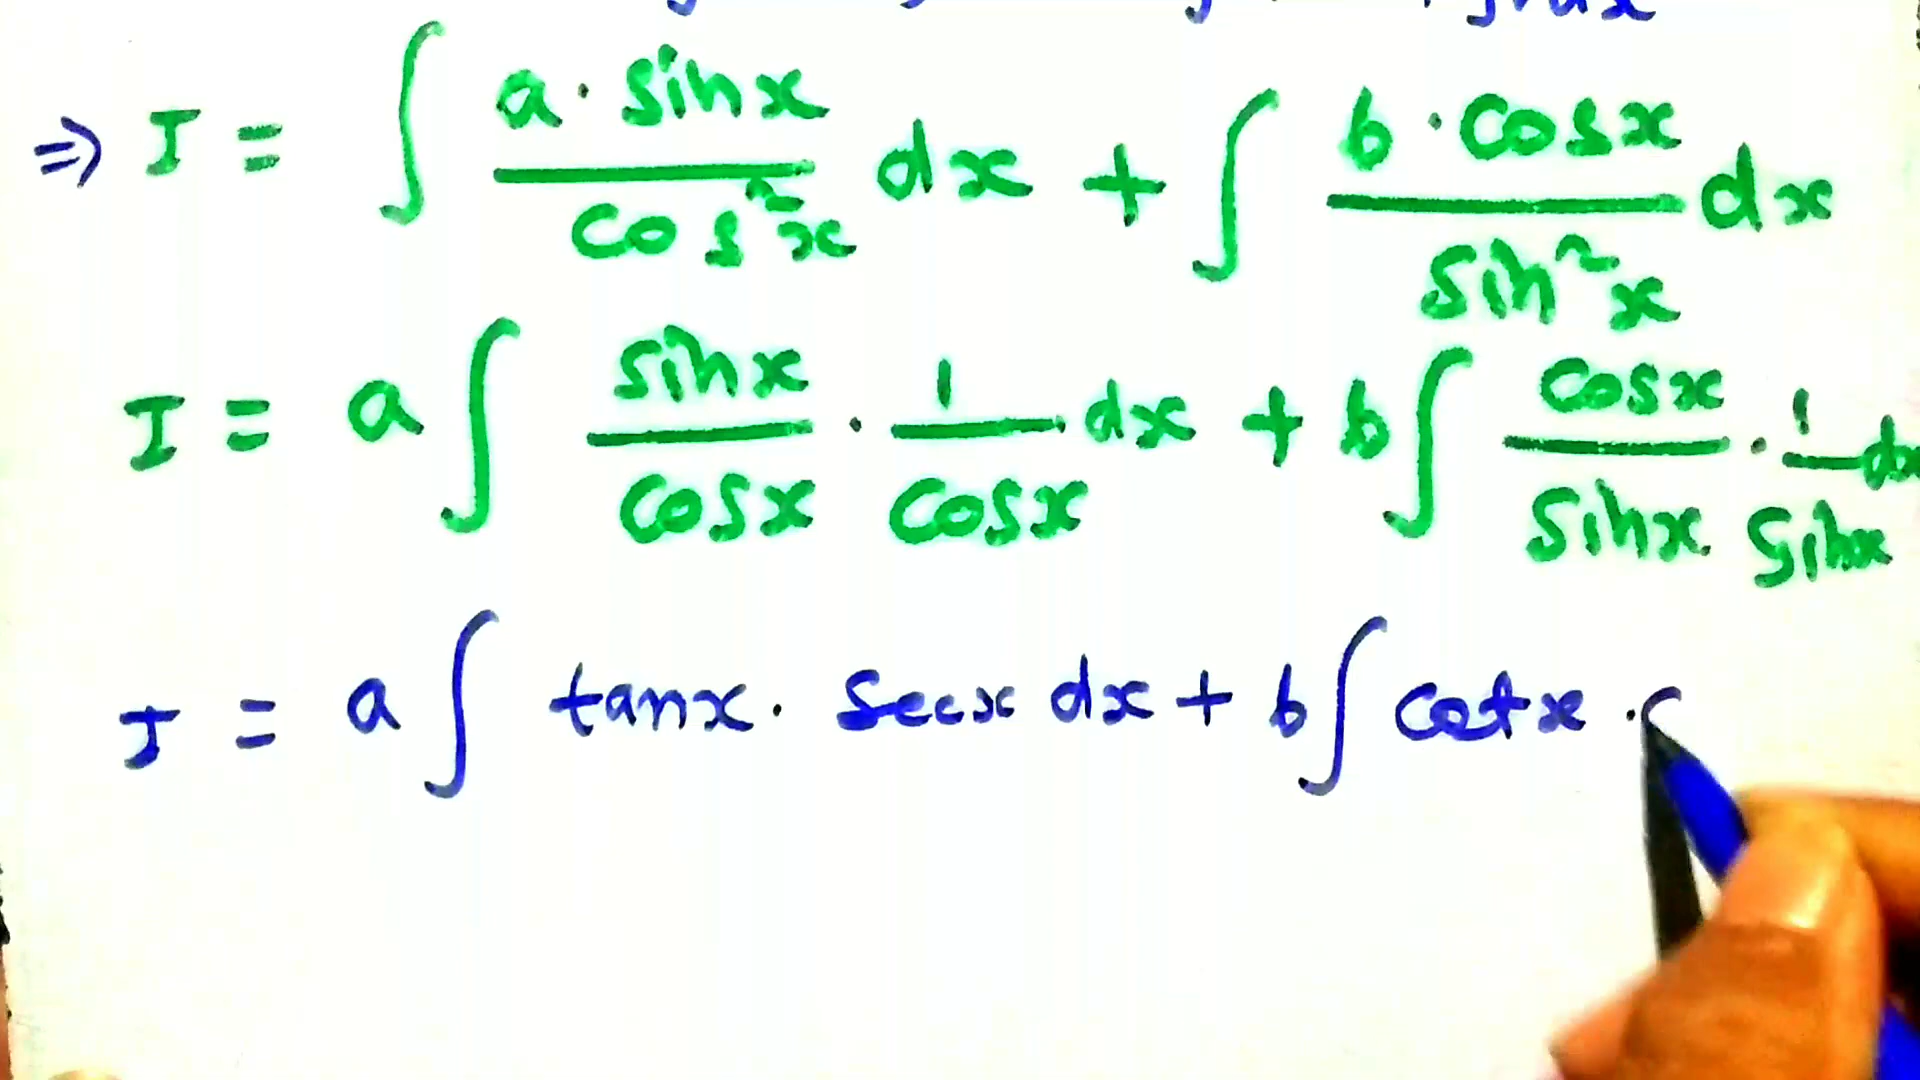 ⇒ I = ∫ a·sinx/cos²x dx + ∫ b·cosx/sin²x dx
I = a∫ sinx/cosx · 1/cosx dx + b∫ cosx/sinx · 1/sinx dx
I = a∫ tanx · secx dx + b∫ cotx ·